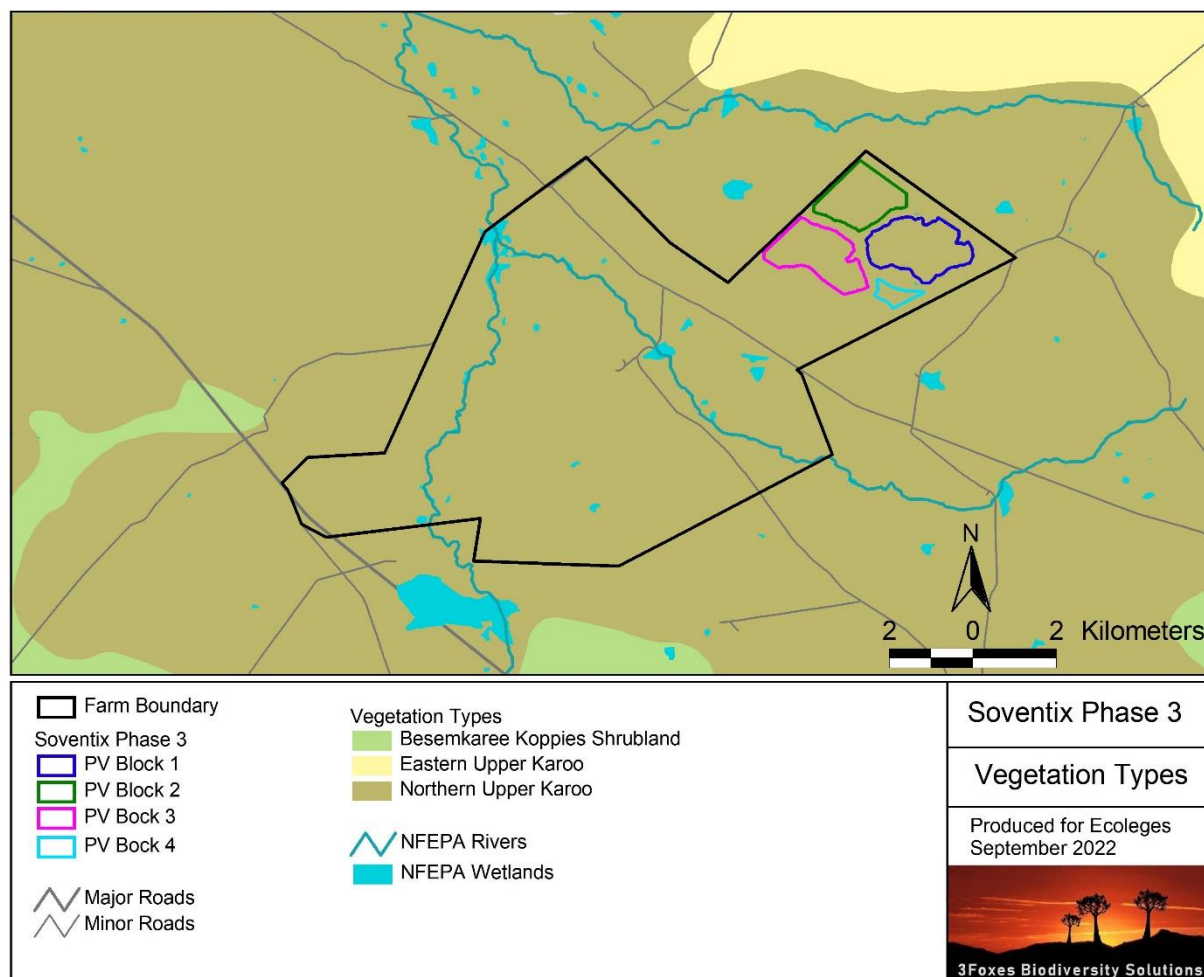 N
2 0 2 Kilometers
Farm Boundary
Soventix Phase 3
PV Block 1
PV Block 2
PV Bock 3
PV Bock 4
Major Roads
Minor Roads
Vegetation Types
Besemkaree Koppies Shrubland
Eastern Upper Karoo
Northern Upper Karoo
NFEPA Rivers
NFEPA Wetlands
Soventix Phase 3
Vegetation Types
Produced for Ecoleges
September 2022
3Foxes Biodiversity Solutions